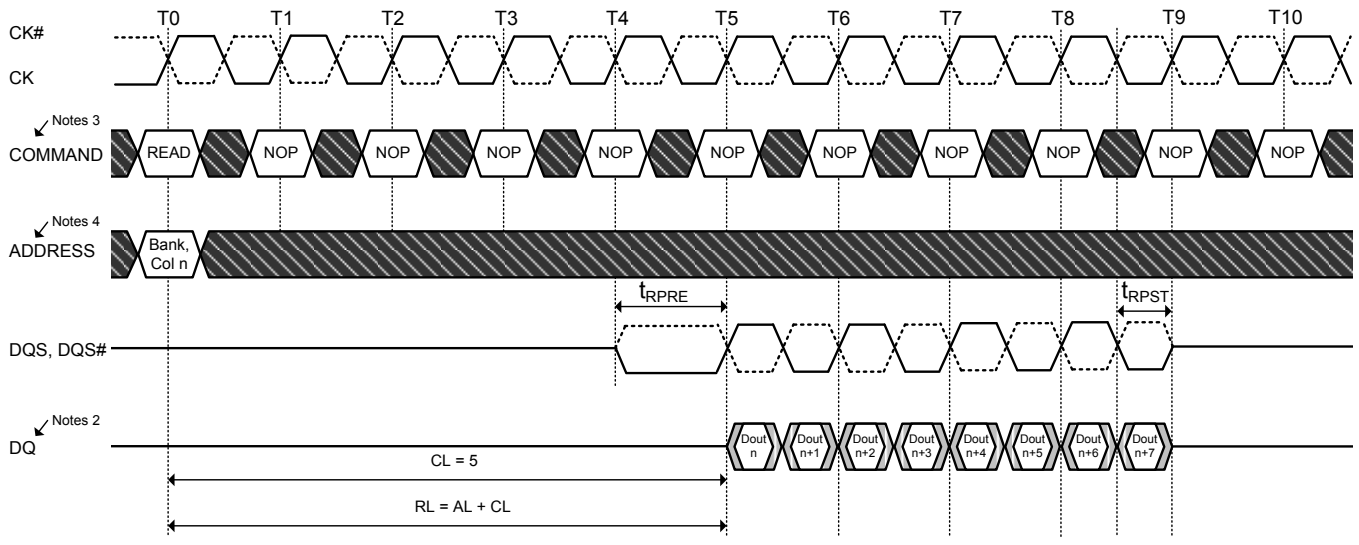 T0 T1 T2 T3 T4 T5 T6 T7 T8 T9 T10
CK#
CK
Notes 3
COMMAND READ NOP NOP NOP NOP NOP NOP NOP NOP NOP NOP
Notes 4
ADDRESS Bank, Col n
tRPRE tRPST
DQS, DQS#
Notes 2
DQ Dout n Dout n+1 Dout n+2 Dout n+3 Dout n+4 Dout n+5 Dout n+6 Dout n+7
CL = 5
RL = AL + CL